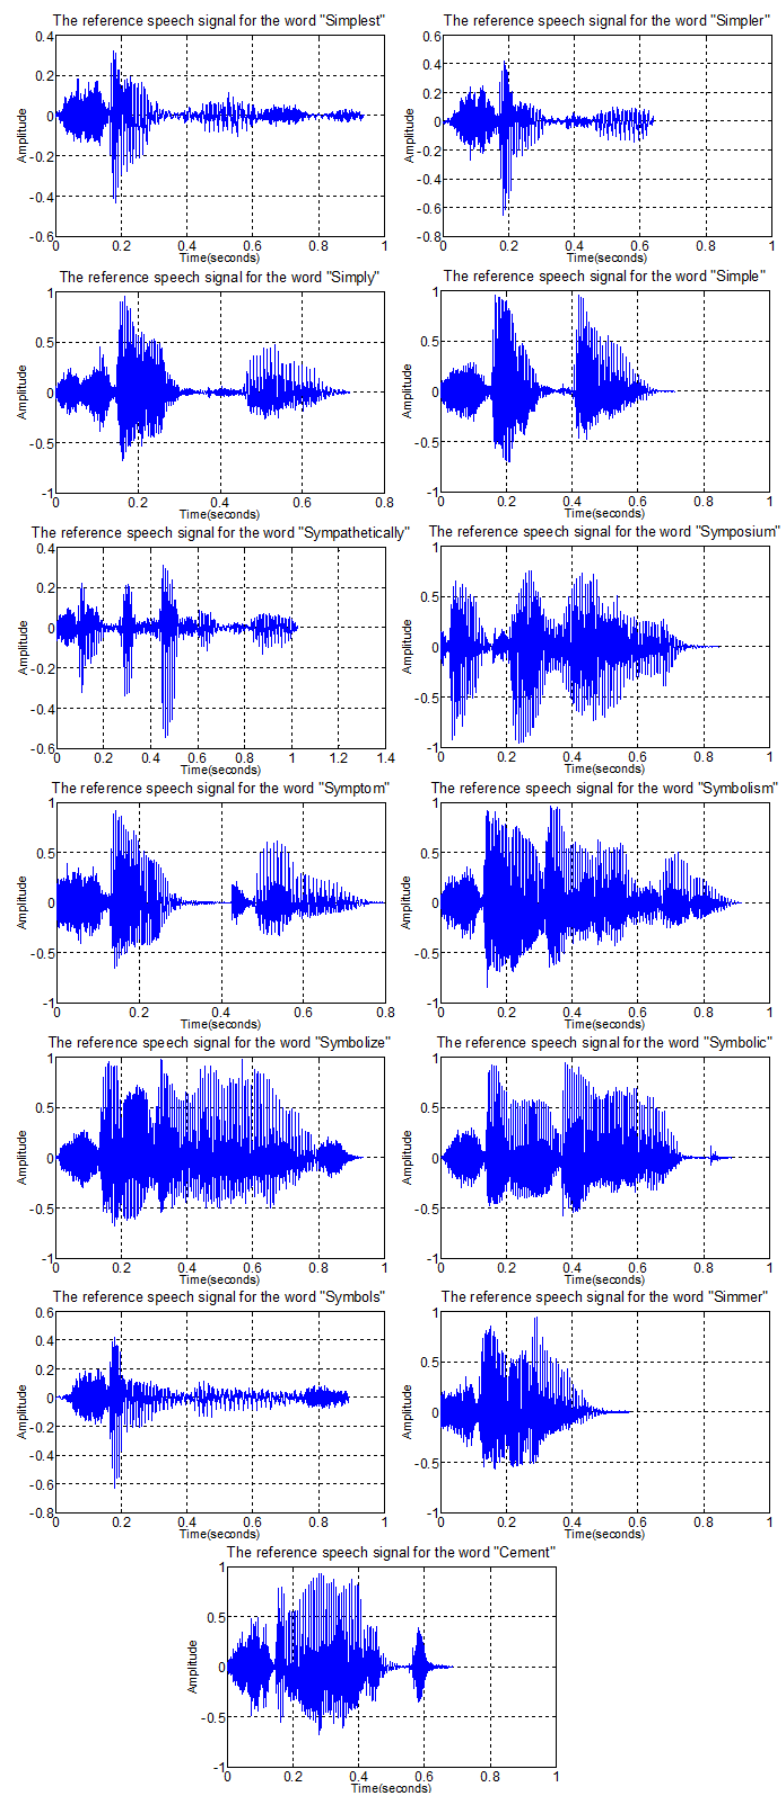 The reference speech signal for the word "Simplest"
The reference speech signal for the word "Simpler"
0.4
0.2
0
-0.2
-0.4
-0.6
Amplitude
0 0.2 0.4 0.6 0.8 1
Time(seconds)
0.6
0.4
0.2
0
-0.2
-0.4
-0.6
-0.8
Amplitude
0 0.2 0.4 0.6 0.8 1
Time(seconds)
The reference speech signal for the word "Simply"
The reference speech signal for the word "Simple"
1
0.5
0
-0.5
-1
Amplitude
0 0.2 0.4 0.6 0.8
Time(seconds)
1
0.5
0
-0.5
-1
Amplitude
0 0.2 0.4 0.6 0.8 1
Time(seconds)
The reference speech signal for the word "Sympathetically"
The reference speech signal for the word "Symposium"
0.4
0.2
0
-0.2
-0.4
-0.6
Amplitude
0 0.2 0.4 0.6 0.8 1 1.2 1.4
Time(seconds)
1
0.5
0
-0.5
-1
Amplitude
0 0.2 0.4 0.6 0.8 1
Time(seconds)
The reference speech signal for the word "Symptom"
The reference speech signal for the word "Symbolism"
1
0.5
0
-0.5
-1
Amplitude
0 0.2 0.4 0.6 0.8
Time(seconds)
1
0.5
0
-0.5
-1
Amplitude
0 0.2 0.4 0.6 0.8 1
Time(seconds)
The reference speech signal for the word "Symbolize"
The reference speech signal for the word "Symbolic"
1
0.5
0
-0.5
-1
Amplitude
0 0.2 0.4 0.6 0.8 1
Time(seconds)
1
0.5
0
-0.5
-1
Amplitude
0 0.2 0.4 0.6 0.8 1
Time(seconds)
The reference speech signal for the word "Symbols"
The reference speech signal for the word "Simmer"
0.6
0.4
0.2
0
-0.2
-0.4
-0.6
-0.8
Amplitude
0 0.2 0.4 0.6 0.8 1
Time(seconds)
1
0.5
0
-0.5
-1
Amplitude
0 0.2 0.4 0.6 0.8 1
Time(seconds)
The reference speech signal for the word "Cement"
1
0.5
0
-0.5
-1
Amplitude
0 0.2 0.4 0.6 0.8 1
Time(seconds)